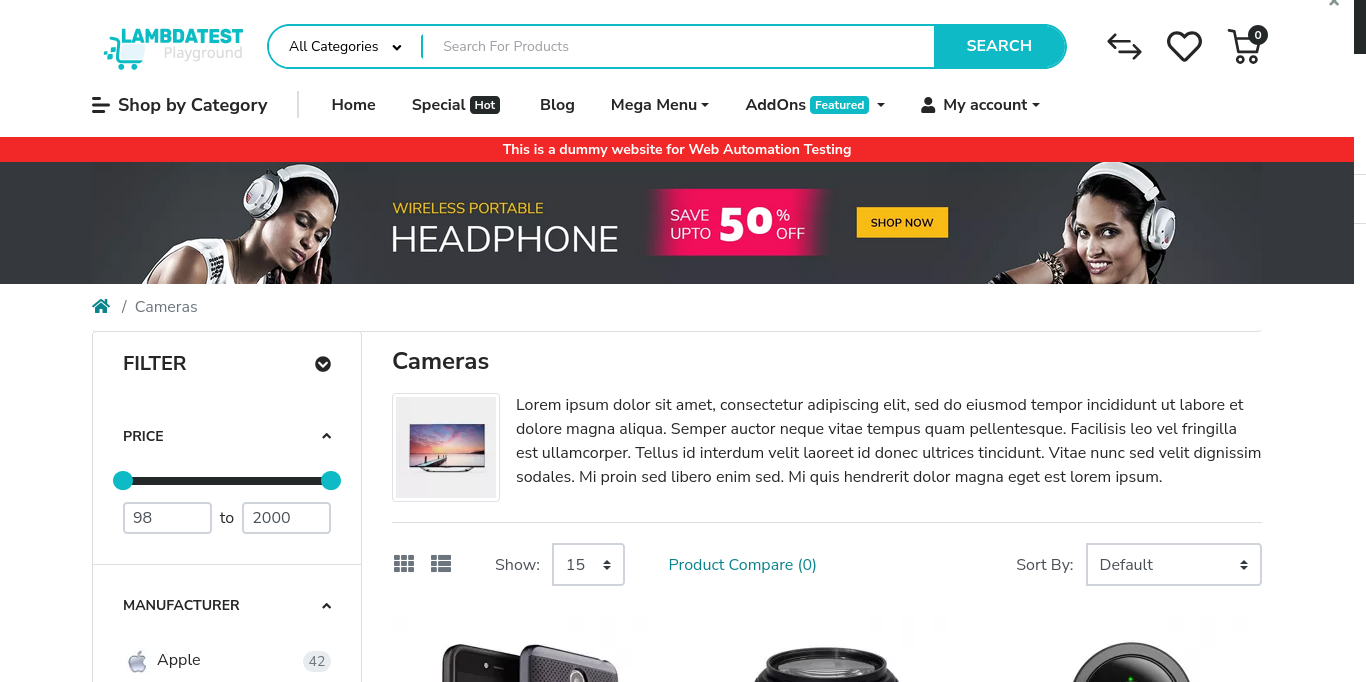 LAMBDATEST
Playground
All Categories
Search For Products
SEARCH
0
Shop by Category
Home
Special Hot
Blog
Mega Menu
AddOns Featured
My account
This is a dummy website for Web Automation Testing
WIRELESS PORTABLE
HEADPHONE
SAVE UPTO 50% OFF
SHOP NOW
/ Cameras
FILTER
PRICE
98 to 2000
MANUFACTURER
Apple 42
Cameras
Lorem ipsum dolor sit amet, consectetur adipiscing elit, sed do eiusmod tempor incididunt ut labore et
dolore magna aliqua. Semper auctor neque vitae tempus quam pellentesque. Facilisis leo vel fringilla
est ullamcorper. Tellus id interdum velit laoreet id donec ultrices tincidunt. Vitae nunc sed velit dignissim
sodales. Mi proin sed libero enim sed. Mi quis hendrerit dolor magna eget est lorem ipsum.
Show: 15
Product Compare (0)
Sort By: Default